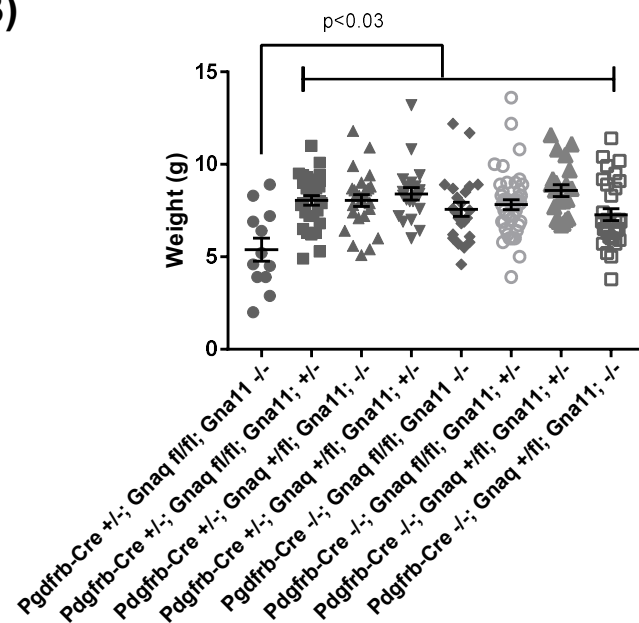 p<0.03
15
10
5
0
Weight (g)
Pgdfrb-Cre +/-; Gnaq fl/fl; Gna11 -/-
Pdgfrb-Cre +/-; Gnaq fl/fl; Gna11; +/-
Pdgfrb-Cre +/-; Gnaq +/fl; Gna11; -/-
Pdgfrb-Cre +/-; Gnaq +/fl; Gna11; +/-
Pgdfrb-Cre -/-; Gnaq fl/fl; Gna11 -/-
Pdgfrb-Cre -/-; Gnaq fl/fl; Gna11; +/-
Pdgfrb-Cre -/-; Gnaq +/fl; Gna11; +/-
Pdgfrb-Cre -/-; Gnaq +/fl; Gna11; -/-